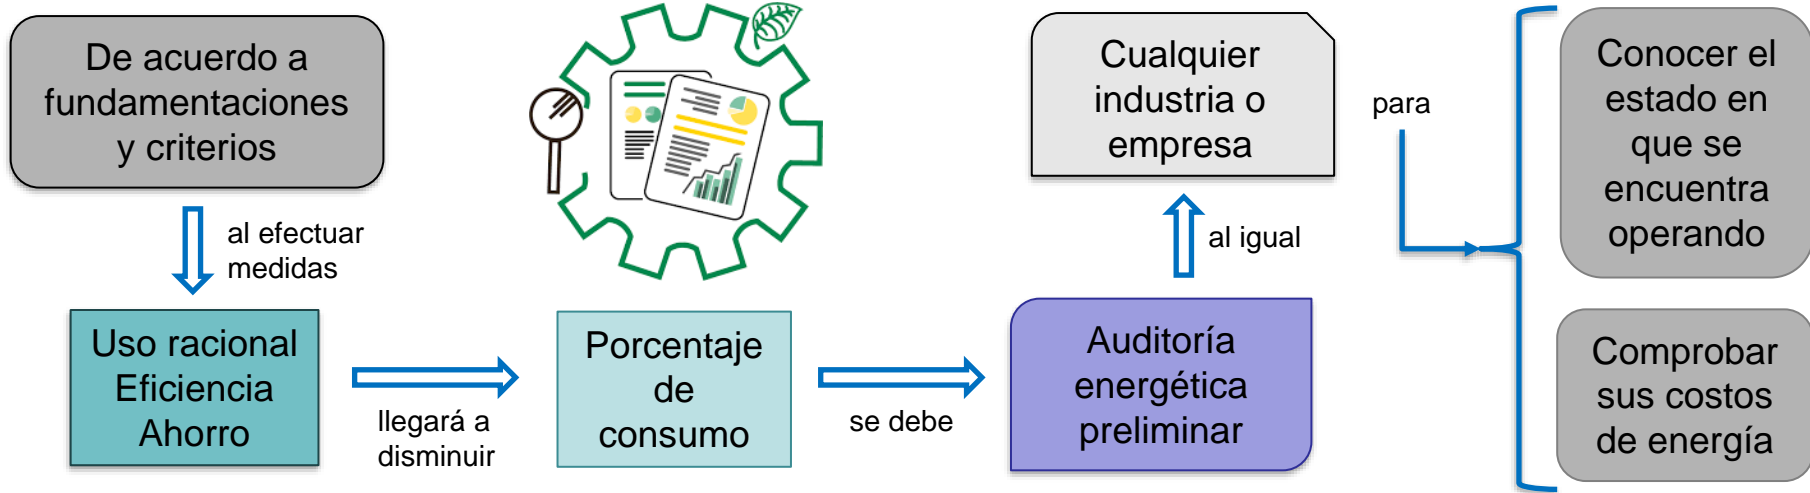 De acuerdo a
fundamentaciones
y criterios
al efectuar
medidas
Uso racional
Eficiencia
Ahorro
llegará a
disminuir
Porcentaje
de
consumo
se debe
Auditoría
energética
preliminar
al igual
Cualquier
industria o
empresa
para
Conocer el
estado en
que se
encuentra
operando
Comprobar
sus costos
de energía